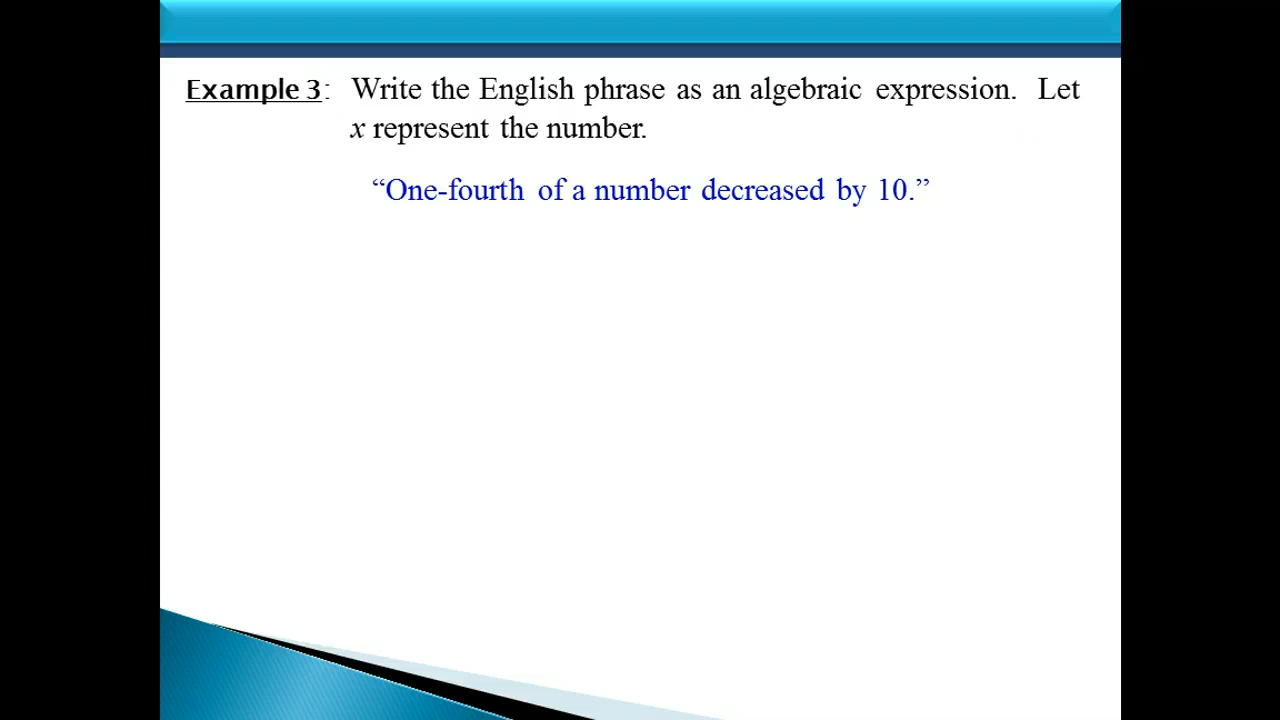 Example 3: Write the English phrase as an algebraic expression. Let
x represent the number.
“One-fourth of a number decreased by 10.”